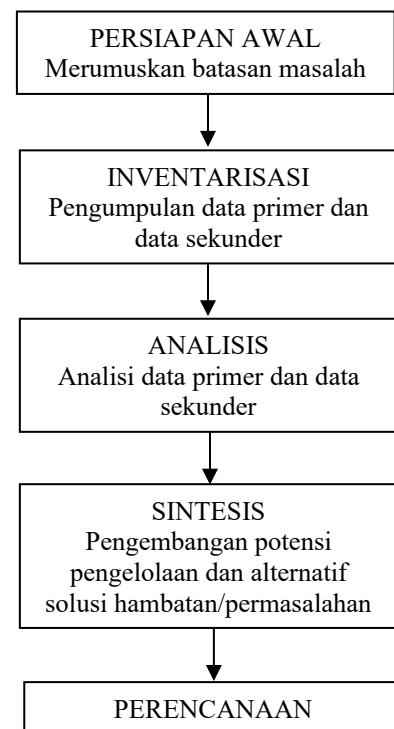 PERSIAPAN AWAL
Merumuskan batasan masalah
INVENTARISASI
Pengumpulan data primer dan
data sekunder
ANALISIS
Analisi data primer dan data
sekunder
SINTESIS
Pengembangan potensi
pengelolaan dan alternatif
solusi hambatan/permasalahan
PERENCANAAN